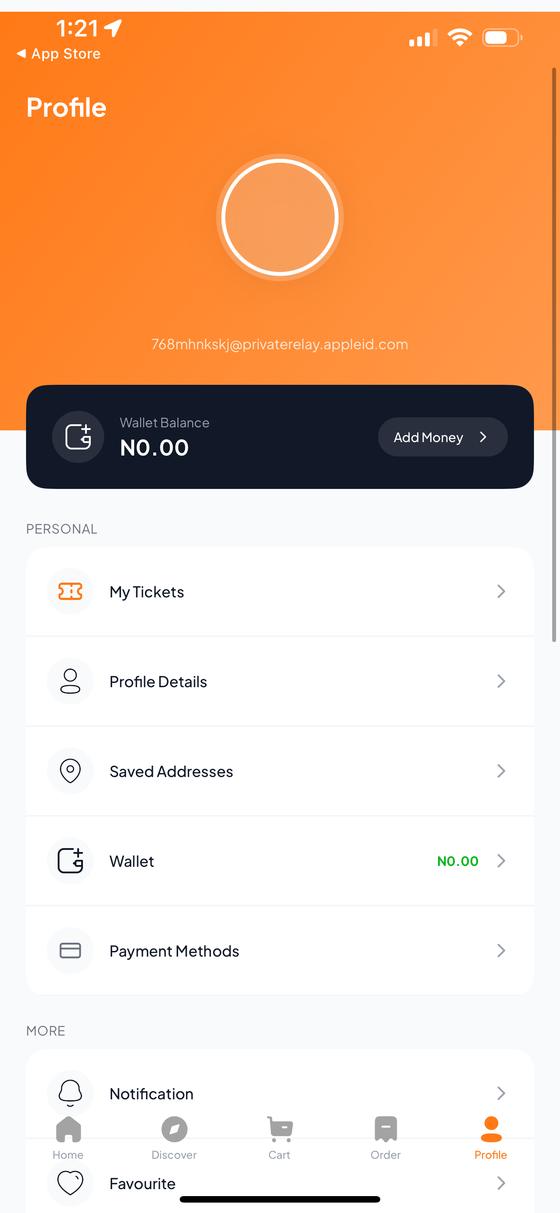 1:21
◀ App Store
Profile
768mhnkskj@privaterelay.appleid.com
Wallet Balance
N0.00
Add Money
PERSONAL
My Tickets
Profile Details
Saved Addresses
Wallet
N0.00
Payment Methods
MORE
Notification
Home
Discover
Cart
Order
Profile
Favourite